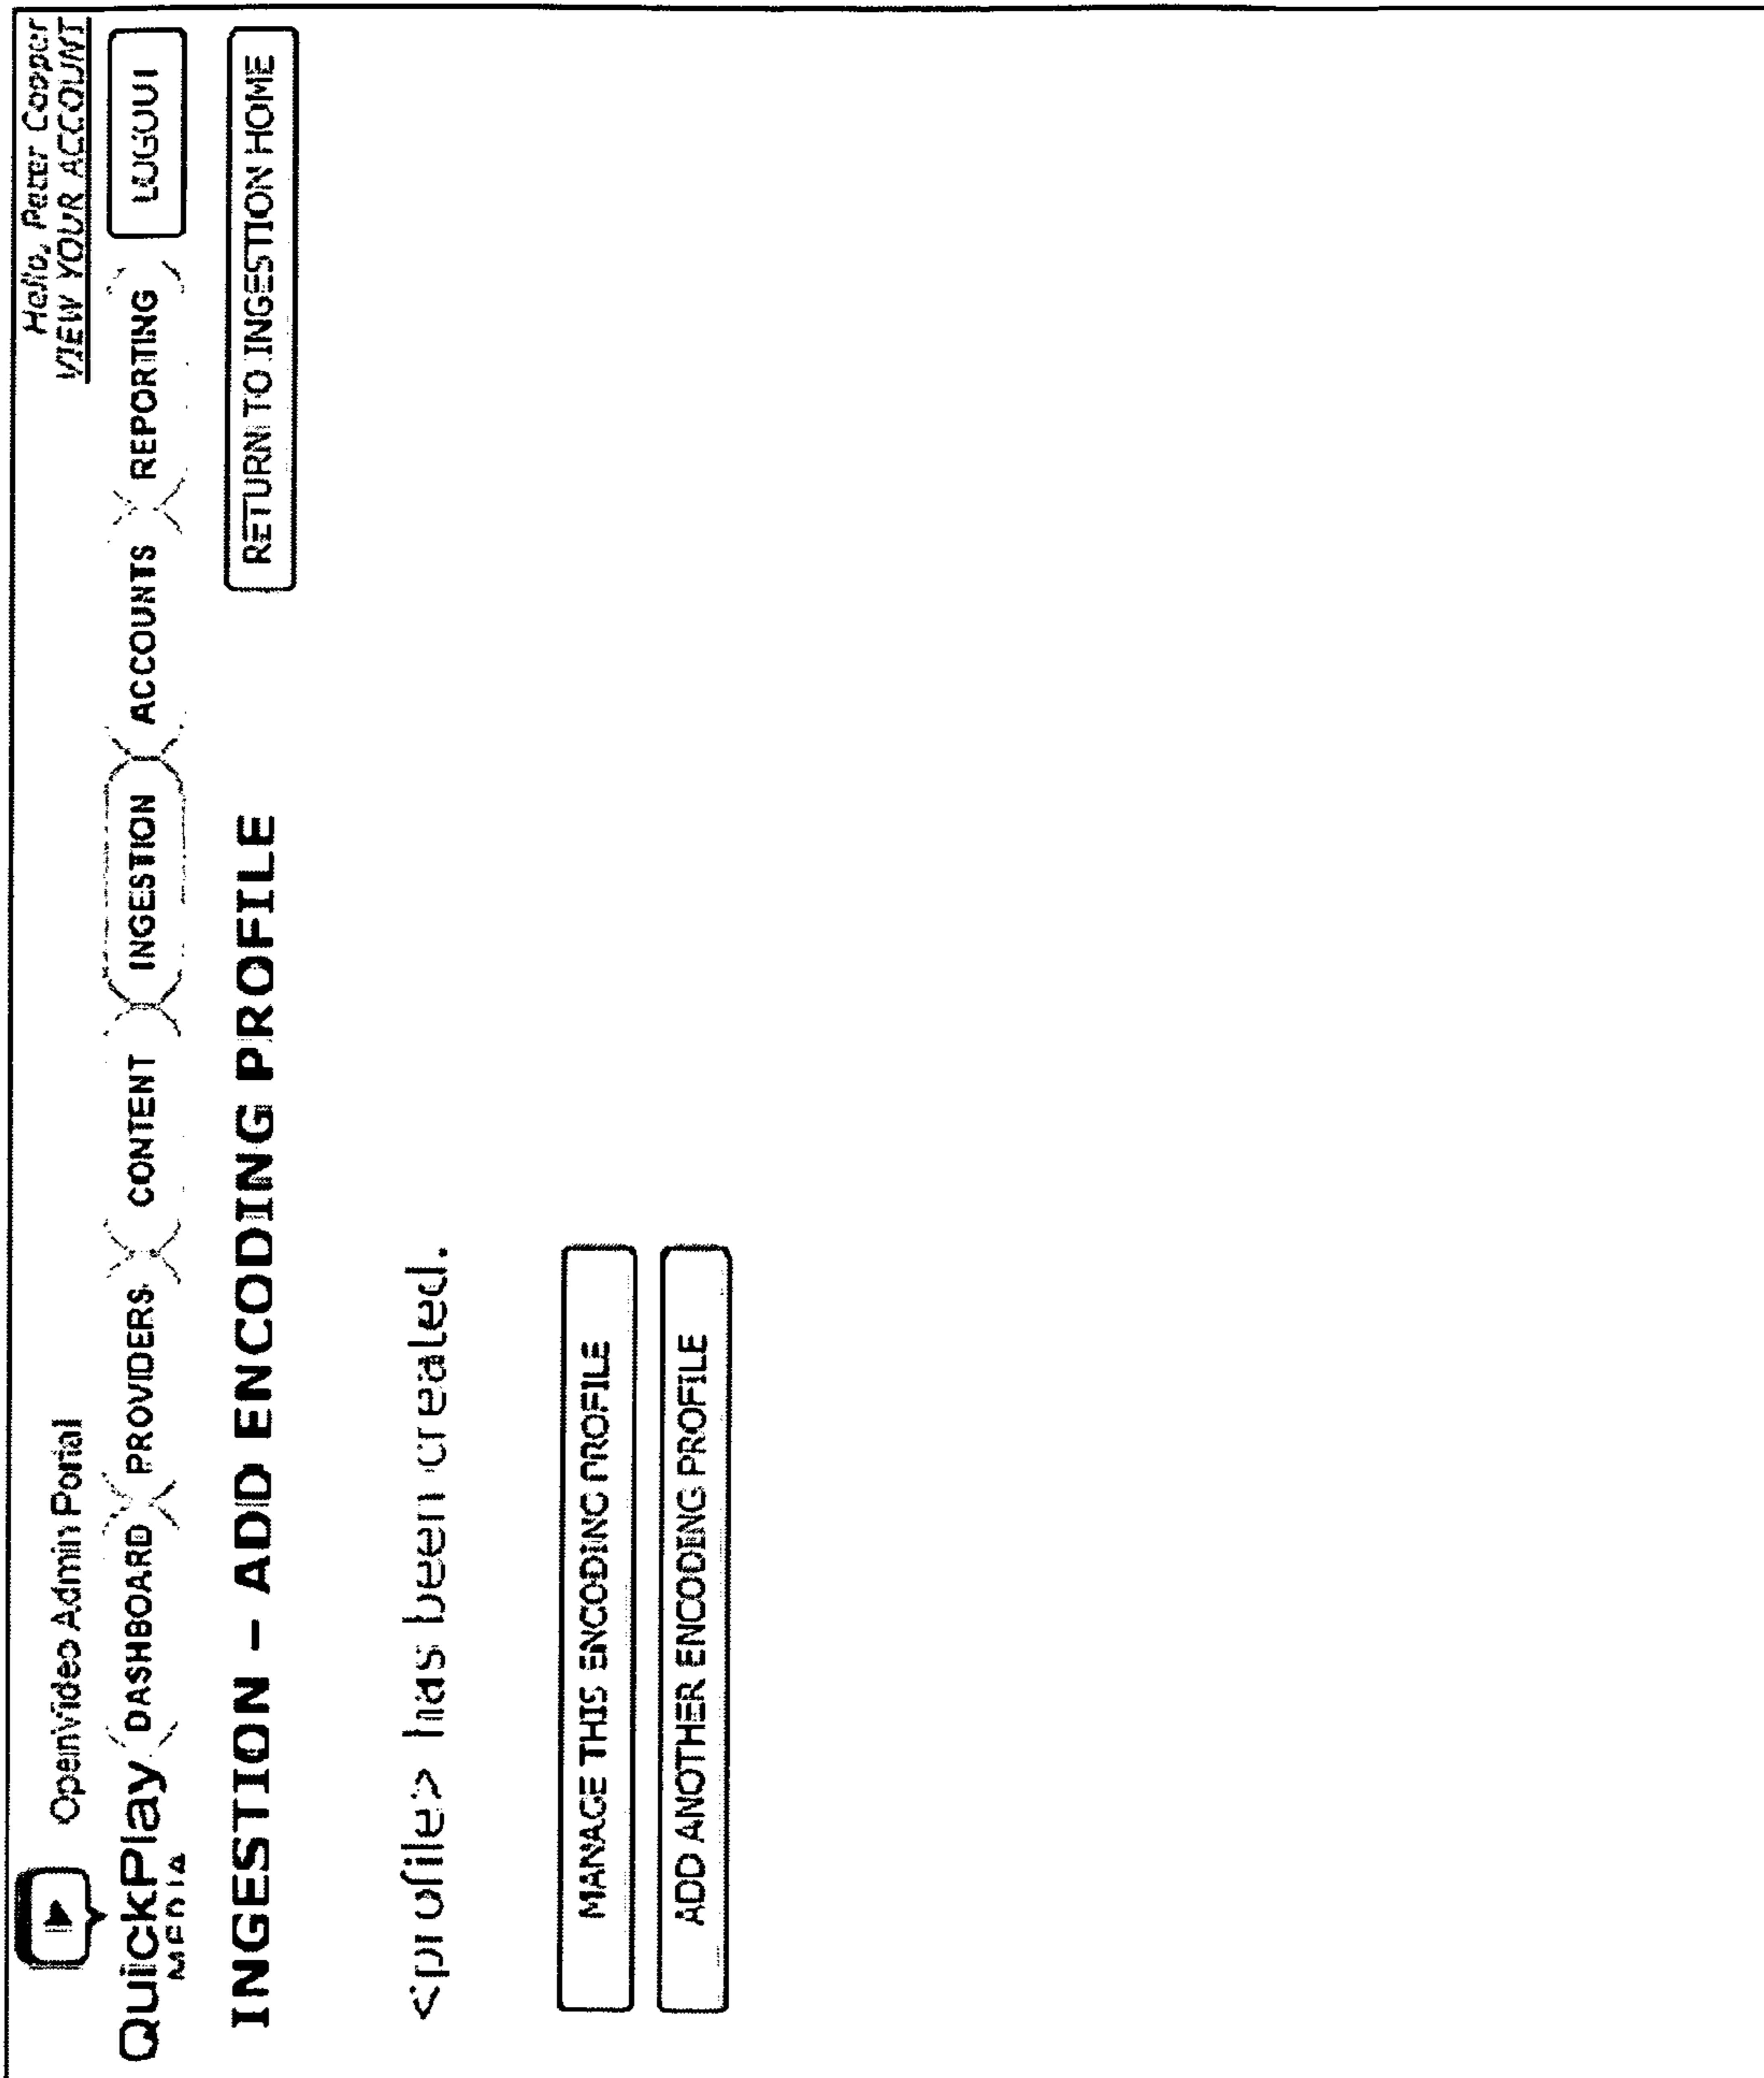 OpenVideo Admin Portal
Hello, Peter Cooper
VIEW YOUR ACCOUNT
QuickPlay
MEDIA
DASHBOARD PROVIDERS CONTENT INGESTION ACCOUNTS REPORTING LOGOUT
INGESTION – ADD ENCODING PROFILE
RETURN TO INGESTION HOME
<profile> has been created.
MANAGE THIS ENCODING PROFILE
ADD ANOTHER ENCODING PROFILE